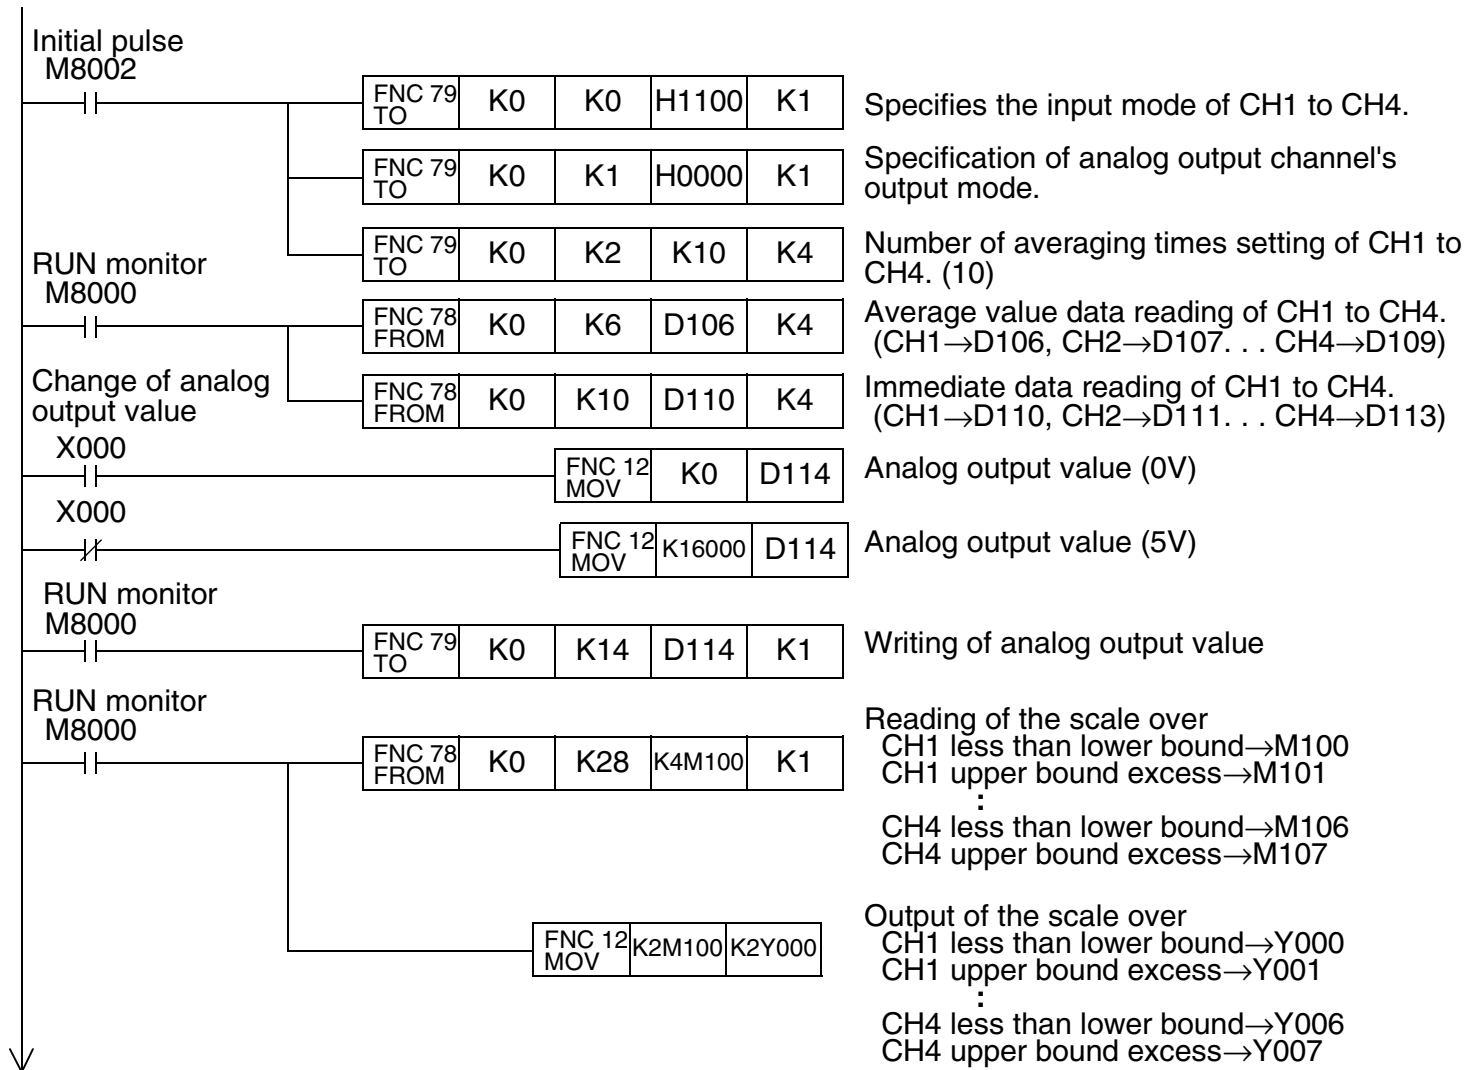 Initial pulse
M8002
FNC 79 TO K0 K0 H1100 K1 Specifies the input mode of CH1 to CH4.
FNC 79 TO K0 K1 H0000 K1 Specification of analog output channel's
output mode.
FNC 79 TO K0 K2 K10 K4 Number of averaging times setting of CH1 to
CH4. (10)
RUN monitor
M8000
FNC 78 FROM K0 K6 D106 K4 Average value data reading of CH1 to CH4.
(CH1→D106, CH2→D107. . . CH4→D109)
FNC 78 FROM K0 K10 D110 K4 Immediate data reading of CH1 to CH4.
(CH1→D110, CH2→D111. . . CH4→D113)
Change of analog
output value
X000
FNC 12 MOV K0 D114 Analog output value (0V)
X000
FNC 12 MOV K16000 D114 Analog output value (5V)
RUN monitor
M8000
FNC 79 TO K0 K14 D114 K1 Writing of analog output value
RUN monitor
M8000
FNC 78 FROM K0 K28 K4M100 K1 Reading of the scale over
CH1 less than lower bound→M100
CH1 upper bound excess→M101
:
CH4 less than lower bound→M106
CH4 upper bound excess→M107
FNC 12 MOV K2M100 K2Y000 Output of the scale over
CH1 less than lower bound→Y000
CH1 upper bound excess→Y001
:
CH4 less than lower bound→Y006
CH4 upper bound excess→Y007